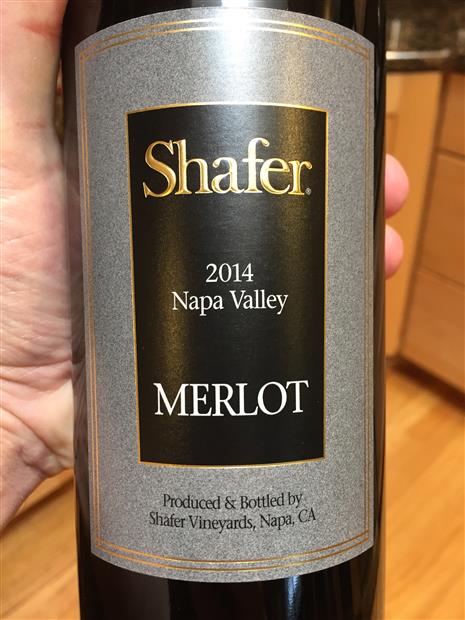 Shafer®
2014
Napa Valley
MERLOT
Produced & Bottled by
Shafer Vineyards, Napa, CA